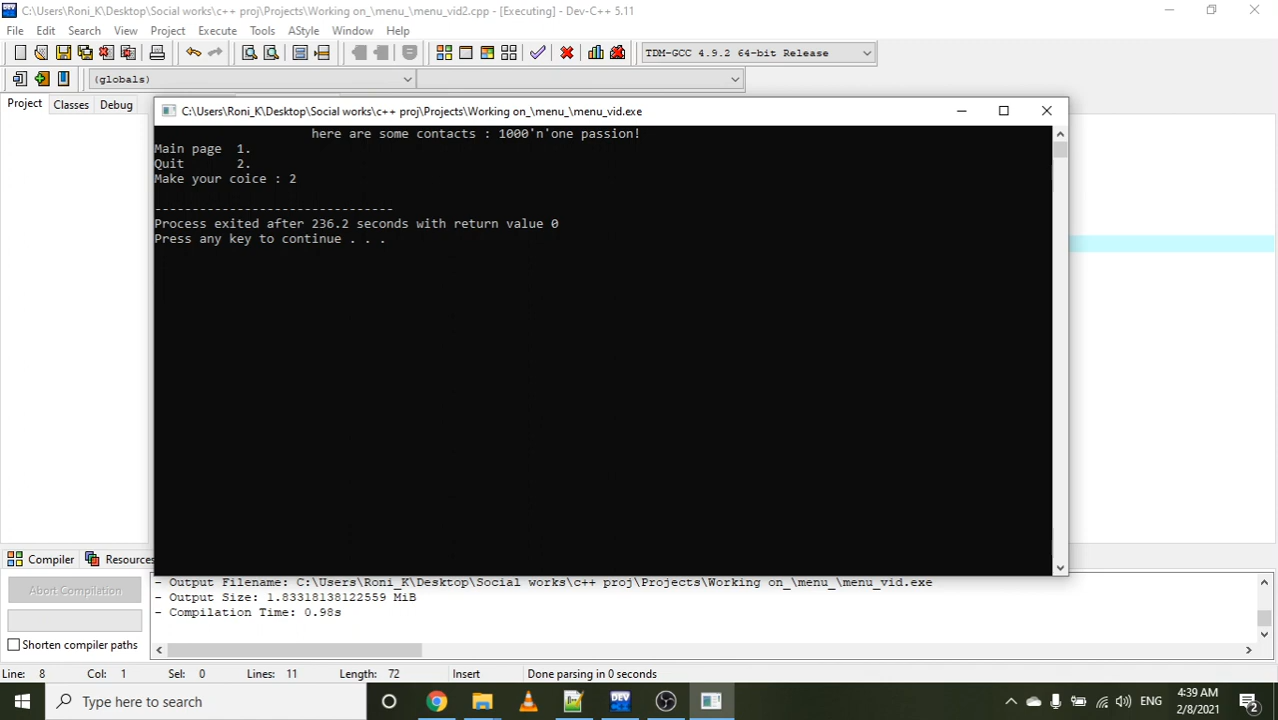 C:\Users\Roni_K\Desktop\Social works\c++ proj\Projects\Working on_\menu_\menu_vid2.cpp - [Executing] - Dev-C++ 5.11
File Edit Search View Project Execute Tools AStyle Window Help
TDM-GCC 4.9.2 64-bit Release
(globals)
Project Classes Debug
C:\Users\Roni_K\Desktop\Social works\c++ proj\Projects\Working on_\menu_\menu_vid.exe
here are some contacts : 1000'n'one passion!
Main page 1.
Quit 2.
Make your coice : 2
--------------------------------
Process exited after 236.2 seconds with return value 0
Press any key to continue . . .
Compiler Resources
Abort Compilation
Shorten compiler paths
- Output Filename: C:\Users\Roni_K\Desktop\Social works\c++ proj\Projects\Working on_\menu_\menu_vid.exe
- Output Size: 1.83318138122559 MiB
- Compilation Time: 0.98s
Line: 8 Col: 1 Sel: 0 Lines: 11 Length: 72 Insert Done parsing in 0 seconds
Type here to search
DEV
ENG
4:39 AM
2/8/2021
2